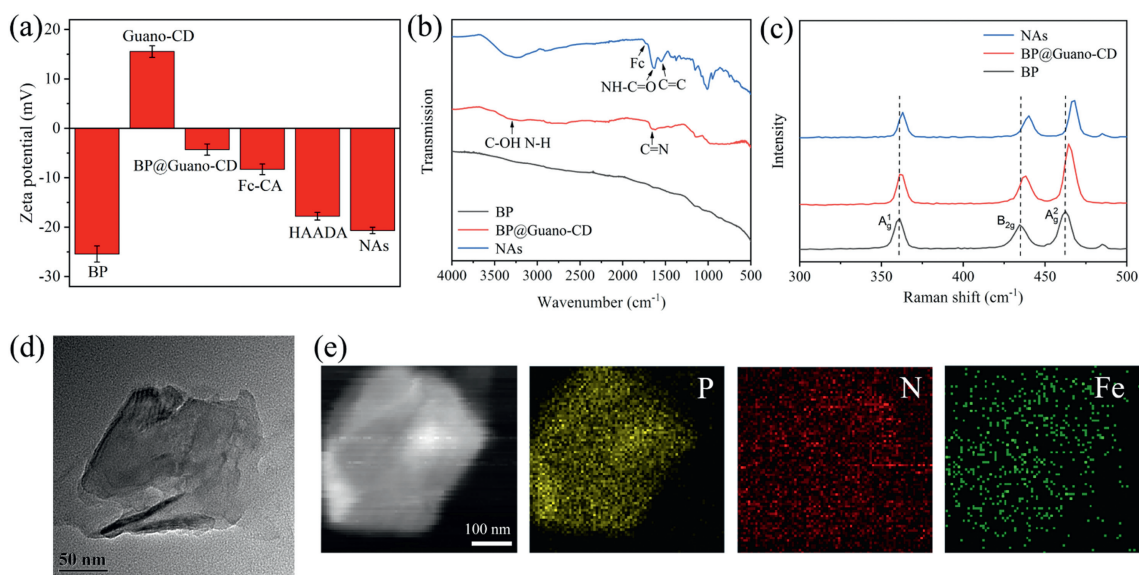 (a)
Zeta potential (mV)
20
10
0
-10
-20
-30
Guano-CD
BP@Guano-CD
Fc-CA
HAADA
NAs
BP
(b)
Transmission
Fc
NH-C=O C=C
C-OH N-H
C=N
BP
BP@Guano-CD
NAs
4000 3500 3000 2500 2000 1500 1000 500
Wavenumber (cm⁻¹)
(c)
Intensity
NAs
BP@Guano-CD
BP
A¹g
B₂g
A²g
300 350 400 450 500
Raman shift (cm⁻¹)
(d)
50 nm
(e)
100 nm
P
N
Fe